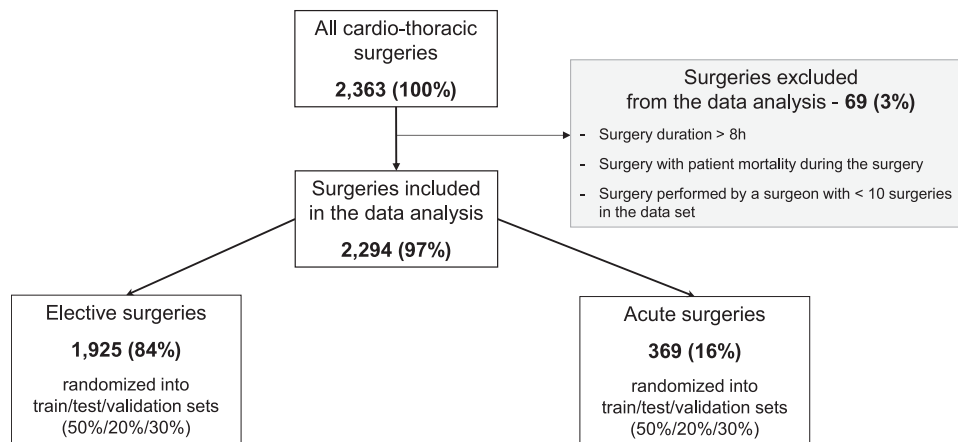 All cardio-thoracic
surgeries
2,363 (100%)
Surgeries excluded
from the data analysis - 69 (3%)
- Surgery duration > 8h
- Surgery with patient mortality during the surgery
- Surgery performed by a surgeon with < 10 surgeries
in the data set
Surgeries included
in the data analysis
2,294 (97%)
Elective surgeries
1,925 (84%)
randomized into
train/test/validation sets
(50%/20%/30%)
Acute surgeries
369 (16%)
randomized into
train/test/validation sets
(50%/20%/30%)